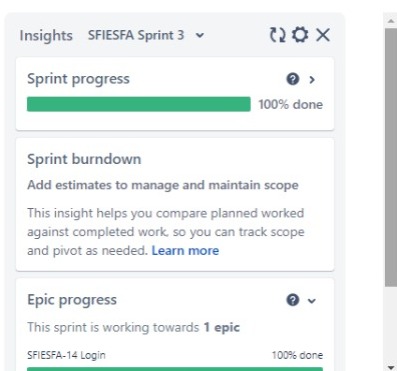 Insights SFIESFA Sprint 3
Sprint progress
100% done
Sprint burndown
Add estimates to manage and maintain scope
This insight helps you compare planned worked
against completed work, so you can track scope
and pivot as needed. Learn more
Epic progress
This sprint is working towards 1 epic
SFIESFA-14 Login 100% done